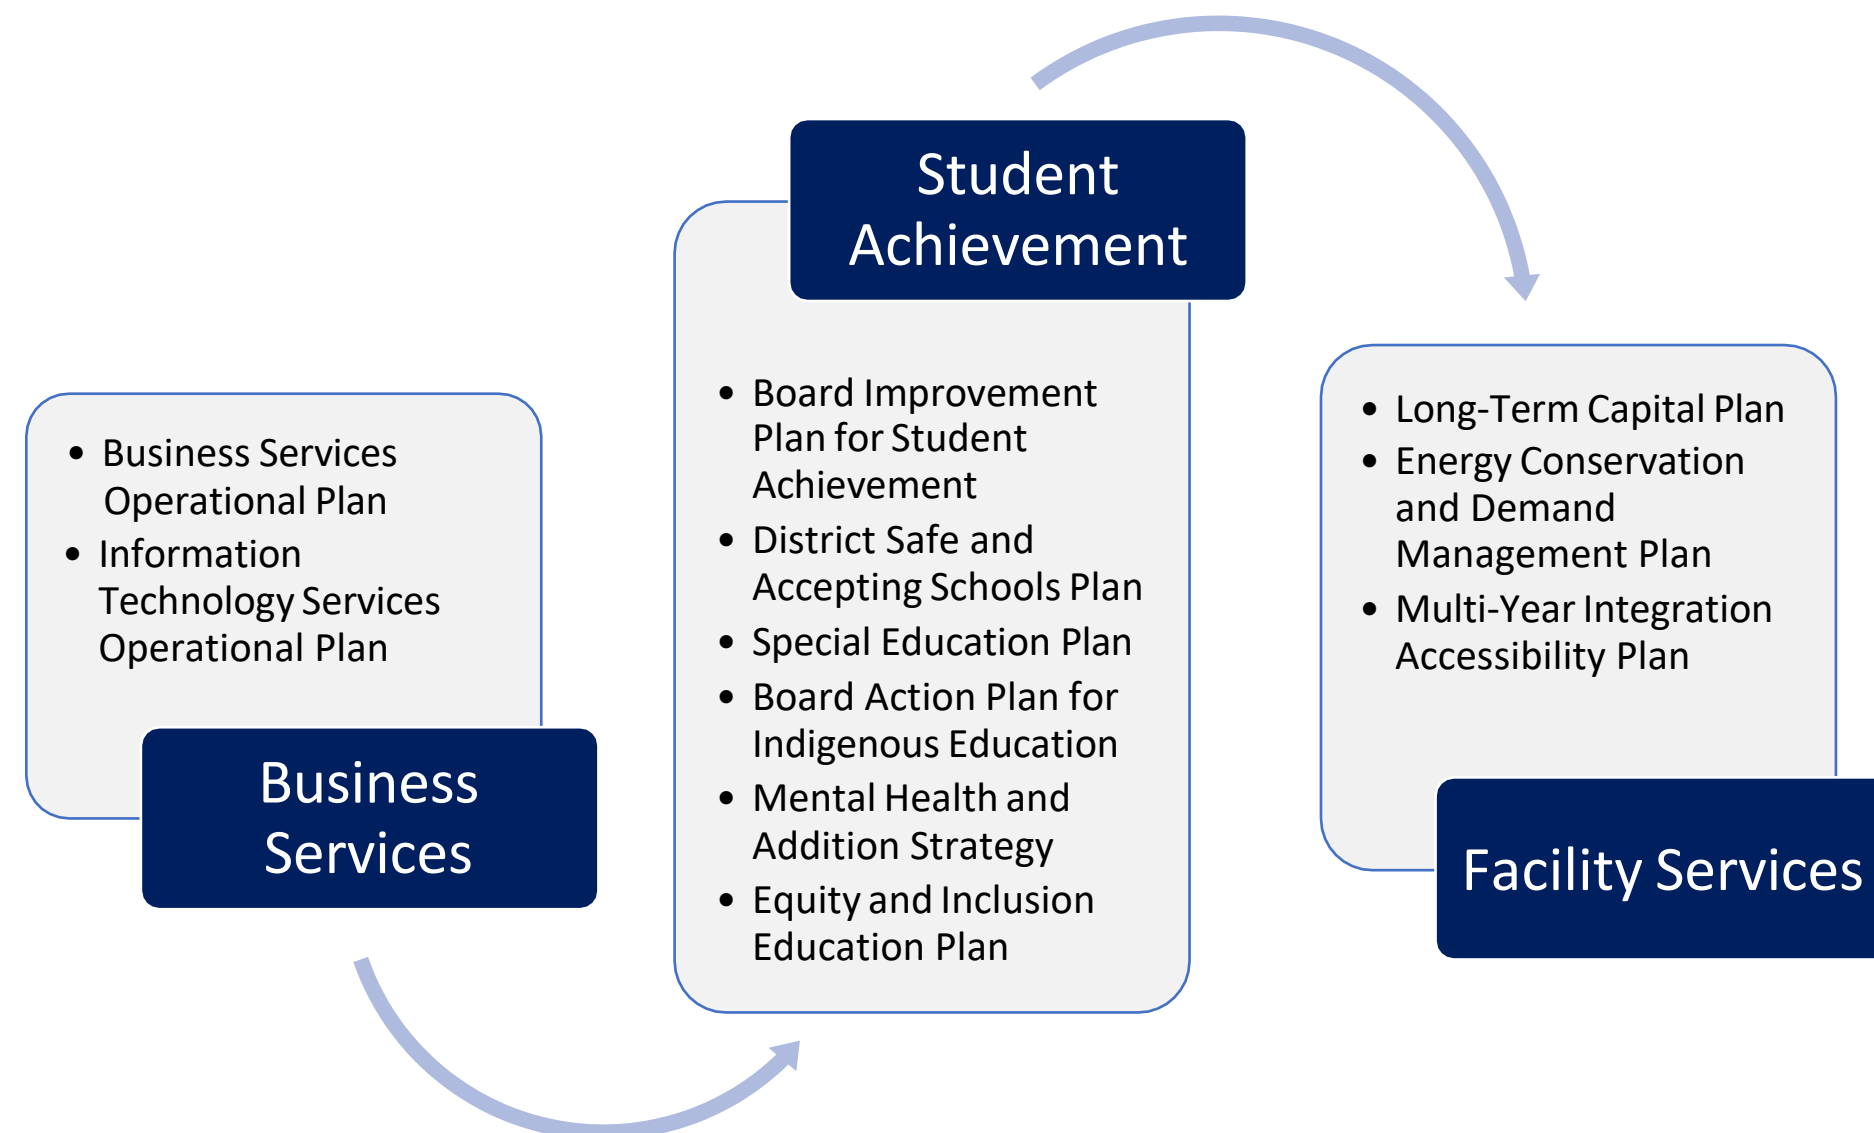 • Business Services
Operational Plan
• Information
Technology Services
Operational Plan
Business
Services
Student
Achievement
• Board Improvement
Plan for Student
Achievement
• District Safe and
Accepting Schools Plan
• Special Education Plan
• Board Action Plan for
Indigenous Education
• Mental Health and
Addition Strategy
• Equity and Inclusion
Education Plan
• Long-Term Capital Plan
• Energy Conservation
and Demand
Management Plan
• Multi-Year Integration
Accessibility Plan
Facility Services